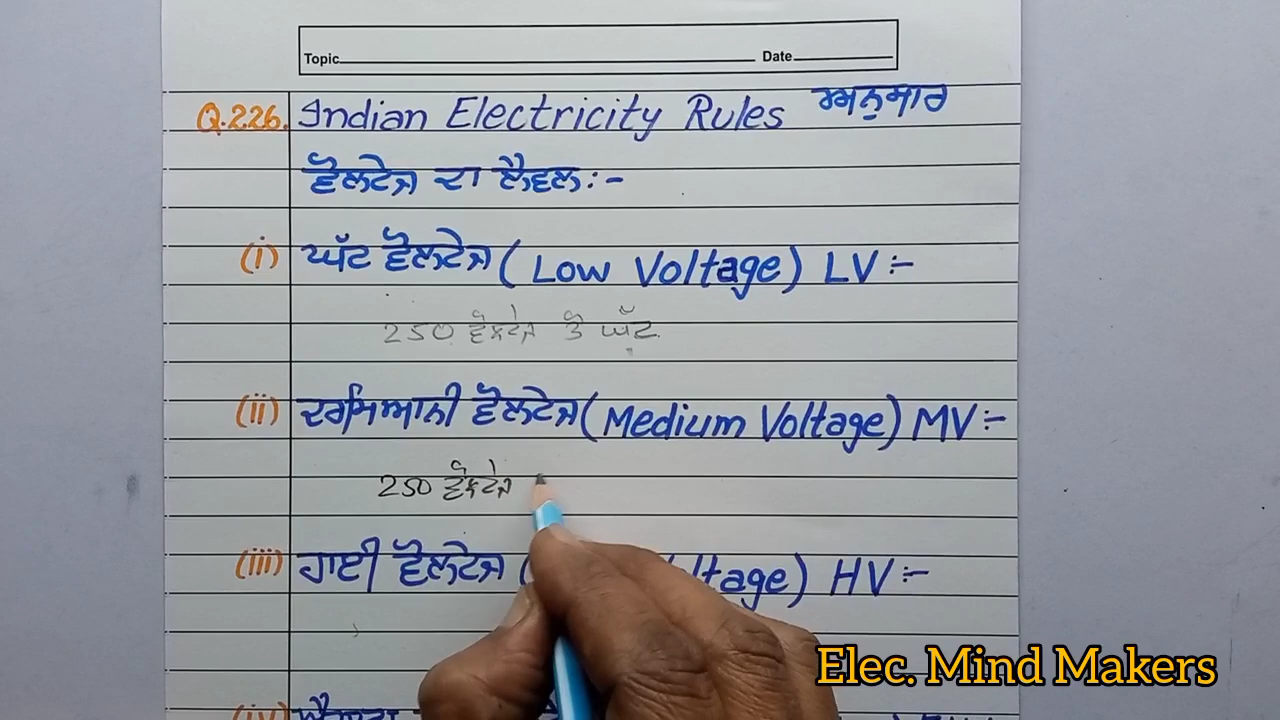 Topic Date
Q.226. Indian Electricity Rules ਅਨੁਸਾਰ
ਵੋਲਟੇਜ ਦਾ ਲੈਵਲ:-
(i) ਘੱਟ ਵੋਲਟੇਜ (Low Voltage) LV:-
250 ਵੋਲਟੇਜ ਤੋਂ ਘੱਟ
(ii) ਦਰਮਿਆਨੀ ਵੋਲਟੇਜ (Medium Voltage) MV:-
250 ਵੋਲਟੇਜ
(iii) ਹਾਈ ਵੋਲਟੇਜ ( ltage) HV:-
Elec. Mind Makers
(iv)